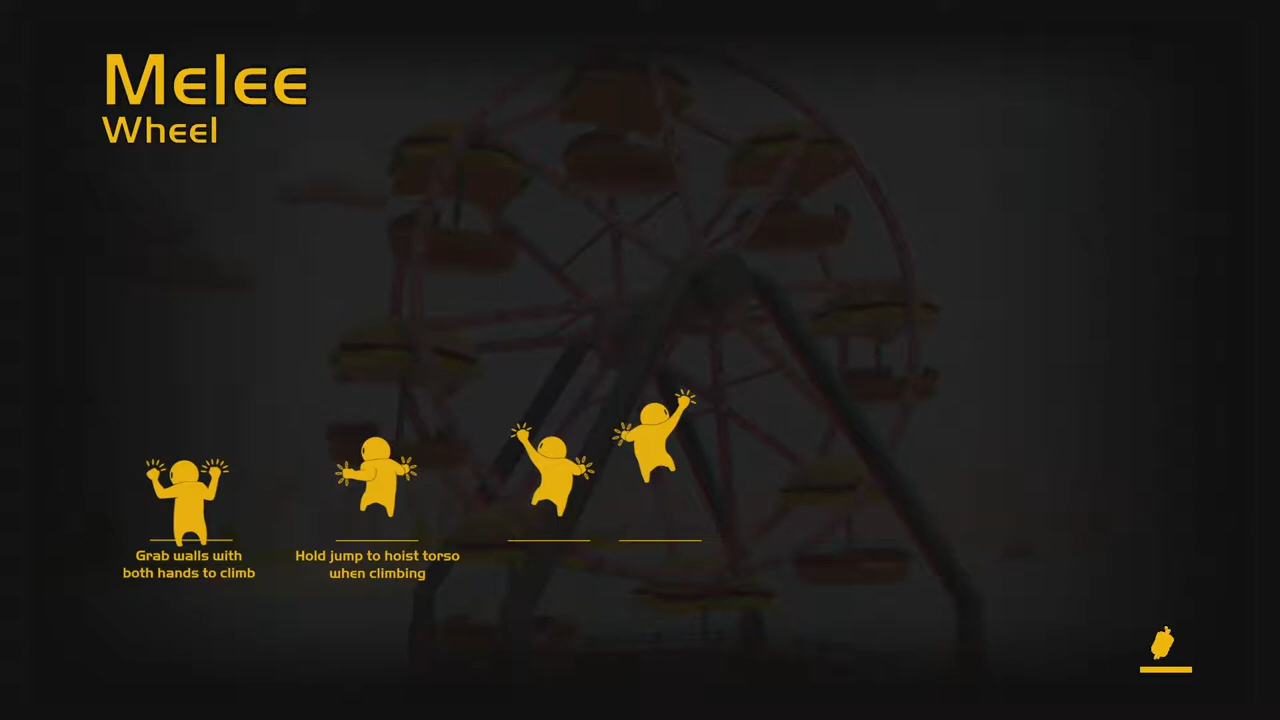 Melee
Wheel
Grab walls with
both hands to climb
Hold jump to hoist torso
when climbing